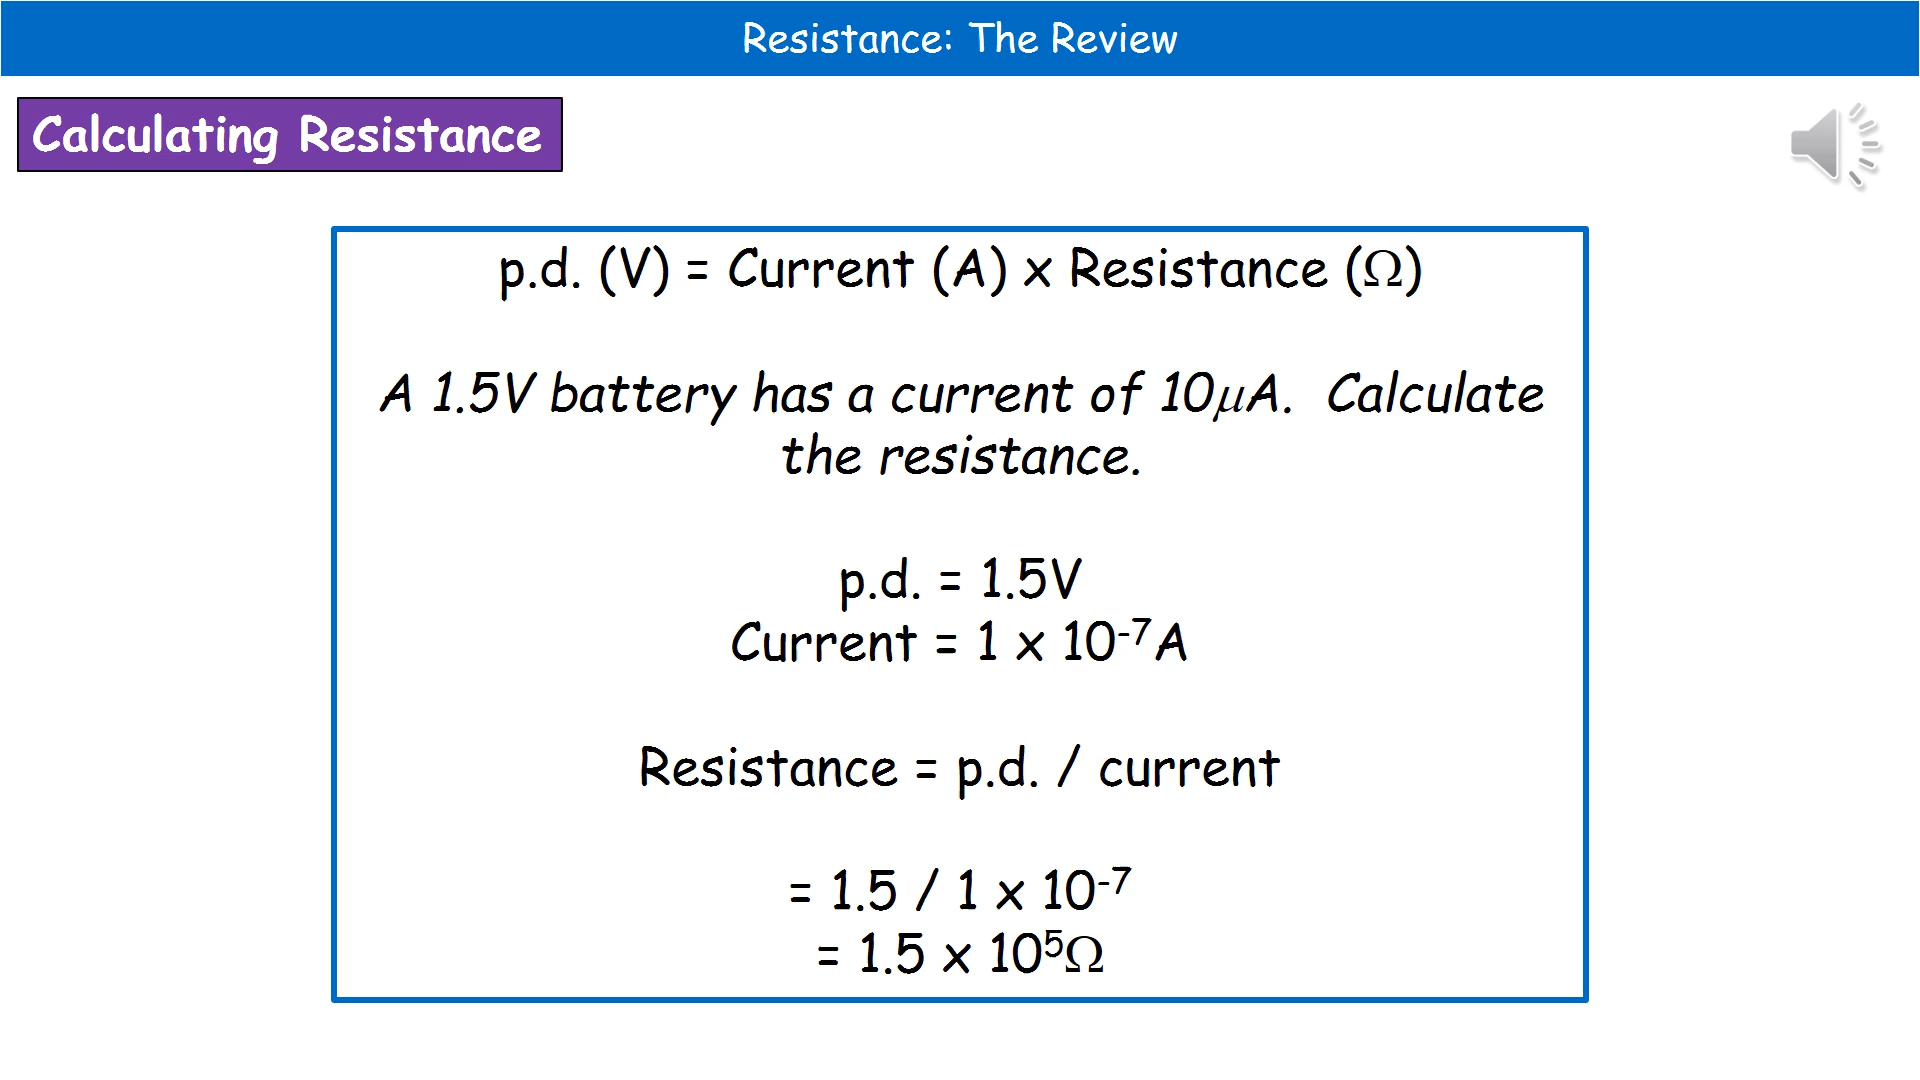 Resistance: The Review
Calculating Resistance
p.d. (V) = Current (A) x Resistance (Ω)
A 1.5V battery has a current of 10μA.  Calculate
the resistance.
p.d. = 1.5V
Current = 1 x 10⁻⁷A
Resistance = p.d. / current
= 1.5 / 1 x 10⁻⁷
= 1.5 x 10⁵Ω